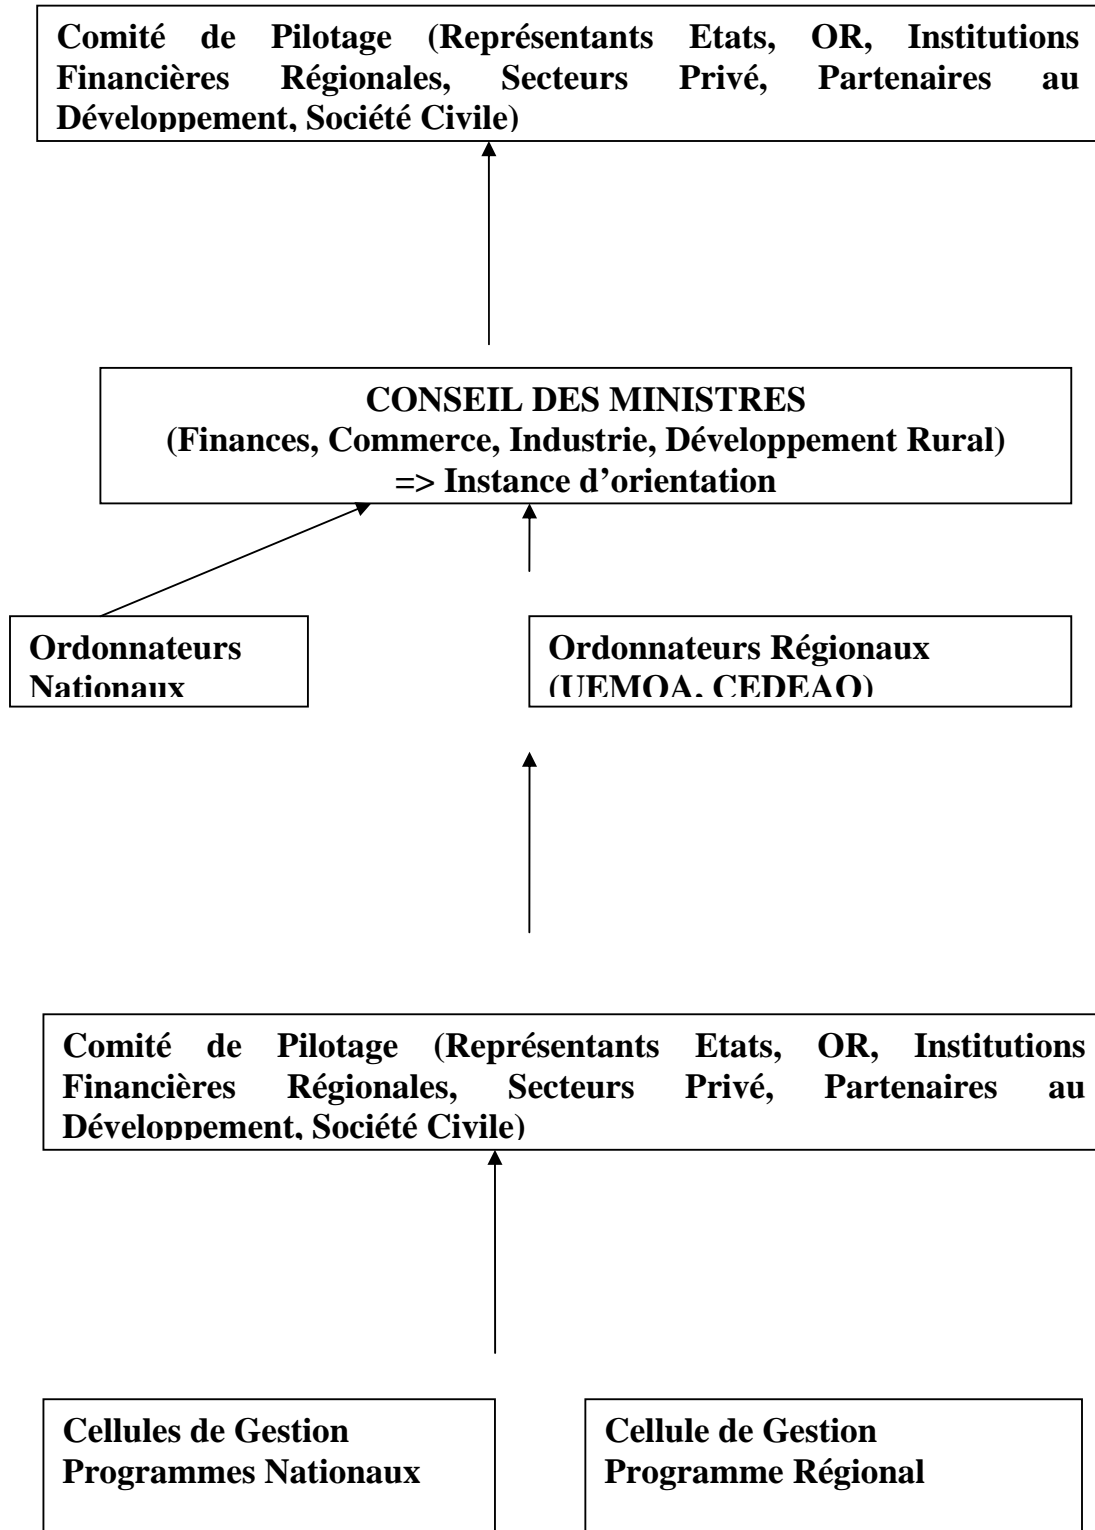 Comité de Pilotage (Représentants Etats, OR, Institutions
Financières Régionales, Secteurs Privé, Partenaires au
Développement, Société Civile)
CONSEIL DES MINISTRES
(Finances, Commerce, Industrie, Développement Rural)
=> Instance d’orientation
Ordonnateurs
Nationaux
Ordonnateurs Régionaux
(UEMOA, CEDEAO)
Comité de Pilotage (Représentants Etats, OR, Institutions
Financières Régionales, Secteurs Privé, Partenaires au
Développement, Société Civile)
Cellules de Gestion
Programmes Nationaux
Cellule de Gestion
Programme Régional